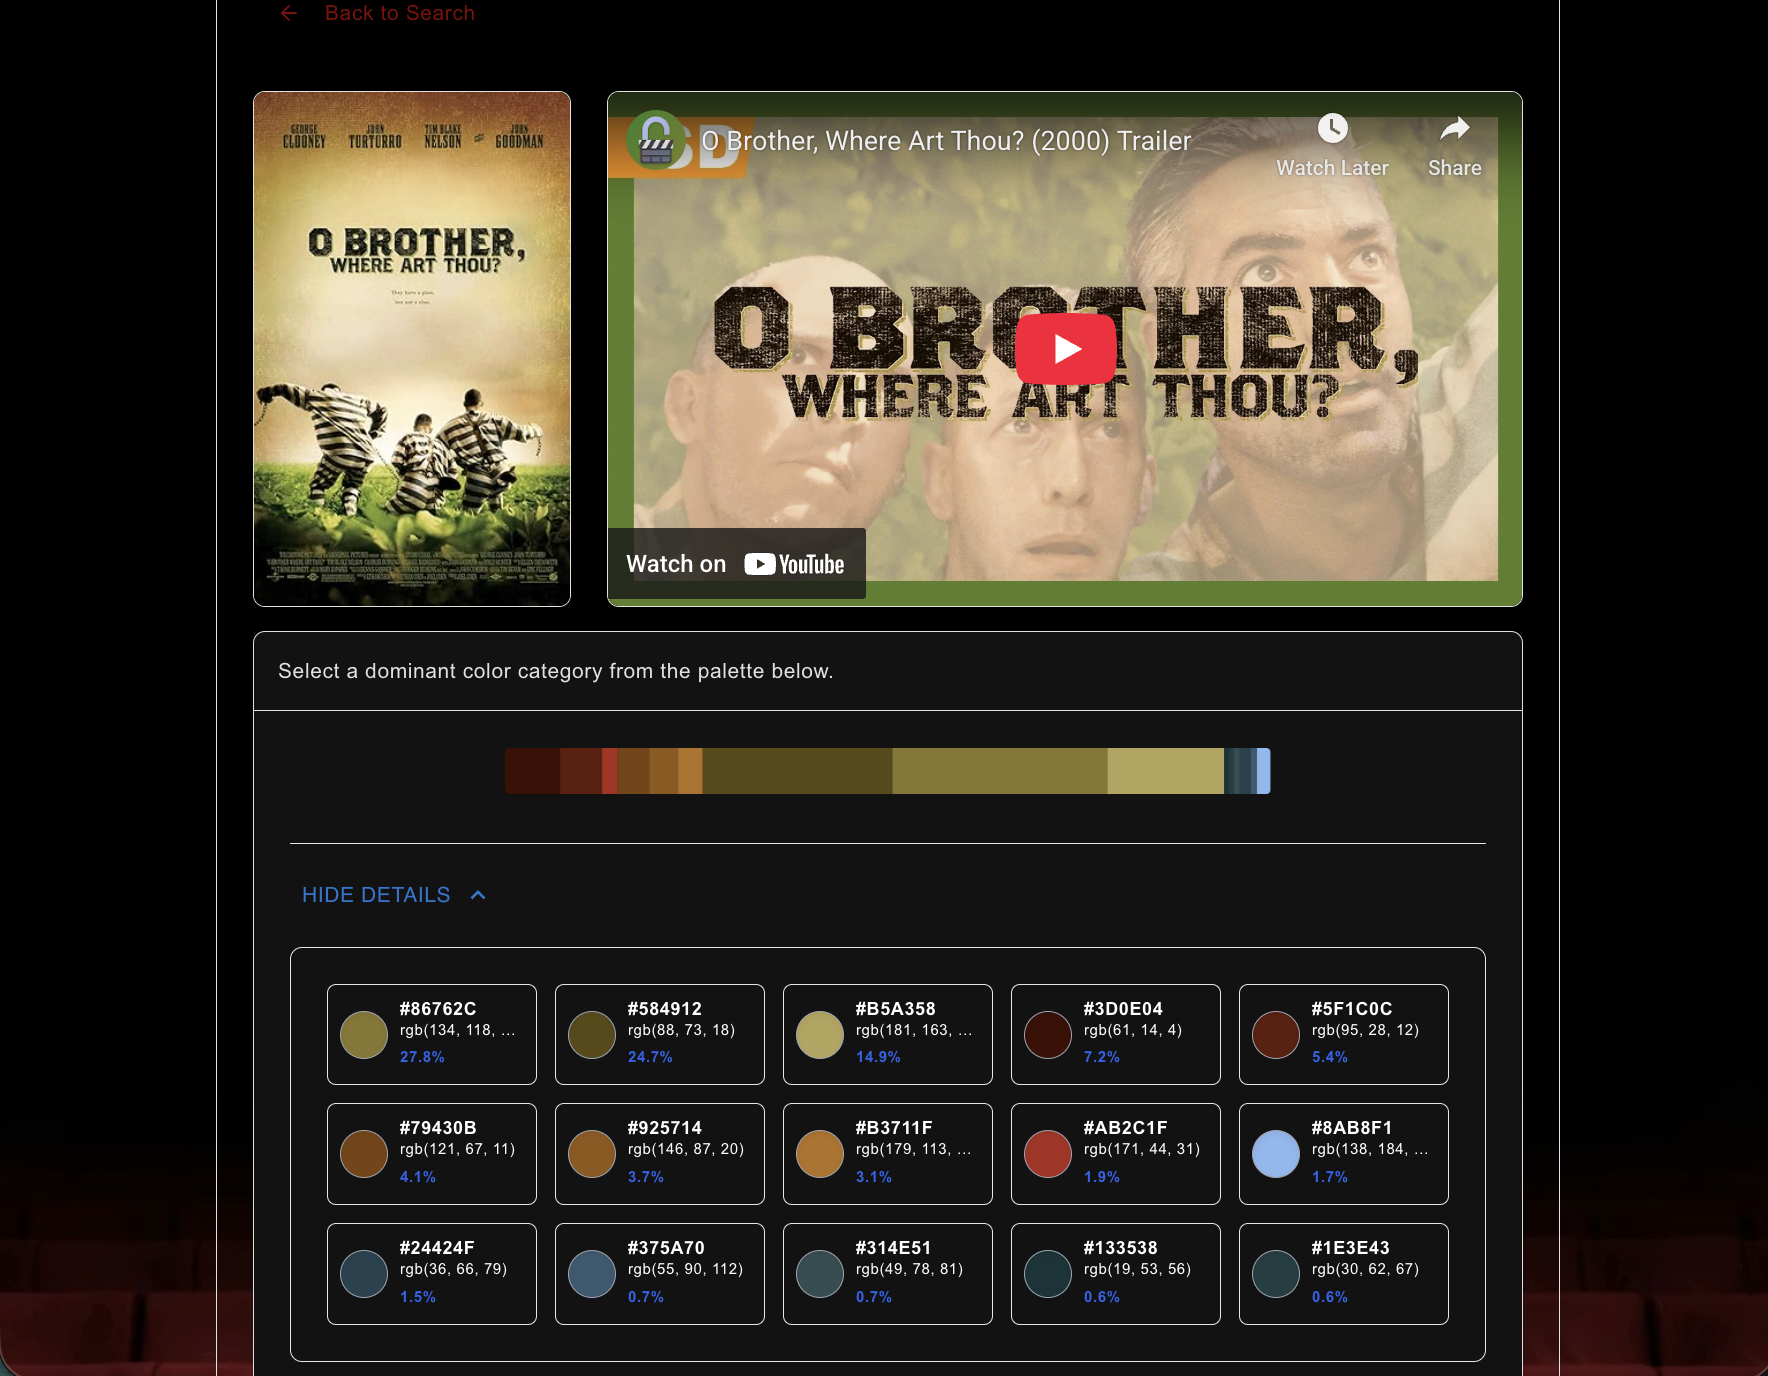 Back to Search
GEORGE CLOONEY
JOHN TURTURRO
TIM BLAKE NELSON
JOHN GOODMAN
O BROTHER,
WHERE ART THOU?
They have a plan,
but not a clue.
O Brother, Where Art Thou? (2000) Trailer
Watch Later
Share
O BROTHER,
WHERE ART THOU?
Watch on YouTube
Select a dominant color category from the palette below.
HIDE DETAILS
#86762C
rgb(134, 118, ...
27.8%
#584912
rgb(88, 73, 18)
24.7%
#B5A358
rgb(181, 163, ...
14.9%
#3D0E04
rgb(61, 14, 4)
7.2%
#5F1C0C
rgb(95, 28, 12)
5.4%
#79430B
rgb(121, 67, 11)
4.1%
#925714
rgb(146, 87, 20)
3.7%
#B3711F
rgb(179, 113, ...
3.1%
#AB2C1F
rgb(171, 44, 31)
1.9%
#8AB8F1
rgb(138, 184, ...
1.7%
#24424F
rgb(36, 66, 79)
1.5%
#375A70
rgb(55, 90, 112)
0.7%
#314E51
rgb(49, 78, 81)
0.7%
#133538
rgb(19, 53, 56)
0.6%
#1E3E43
rgb(30, 62, 67)
0.6%